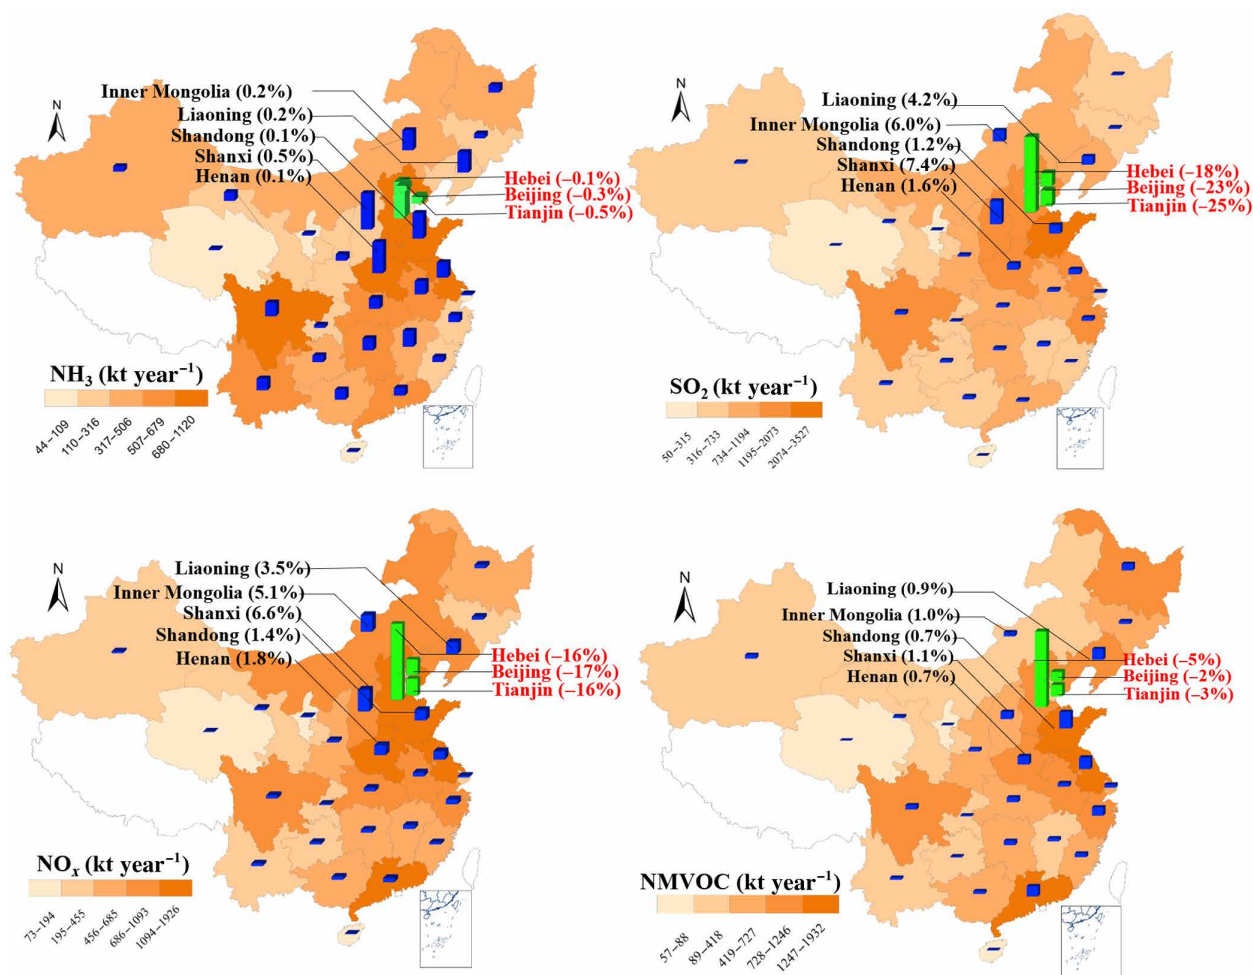 N
Inner Mongolia (0.2%)
Liaoning (0.2%)
Shandong (0.1%)
Shanxi (0.5%)
Henan (0.1%)
Hebei (−0.1%)
Beijing (−0.3%)
Tianjin (−0.5%)
NH₃ (kt year⁻¹)
44–109
110–316
317–506
507–679
680–1120
N
Liaoning (4.2%)
Inner Mongolia (6.0%)
Shandong (1.2%)
Shanxi (7.4%)
Henan (1.6%)
Hebei (−18%)
Beijing (−23%)
Tianjin (−25%)
SO₂ (kt year⁻¹)
50–315
316–733
734–1194
1195–2073
2074–3527
N
Liaoning (3.5%)
Inner Mongolia (5.1%)
Shanxi (6.6%)
Shandong (1.4%)
Henan (1.8%)
Hebei (−16%)
Beijing (−17%)
Tianjin (−16%)
NOₓ (kt year⁻¹)
73–194
195–455
456–685
686–1093
1094–1926
N
Liaoning (0.9%)
Inner Mongolia (1.0%)
Shandong (0.7%)
Shanxi (1.1%)
Henan (0.7%)
Hebei (−5%)
Beijing (−2%)
Tianjin (−3%)
NMVOC (kt year⁻¹)
57–88
89–418
419–727
728–1246
1247–1932